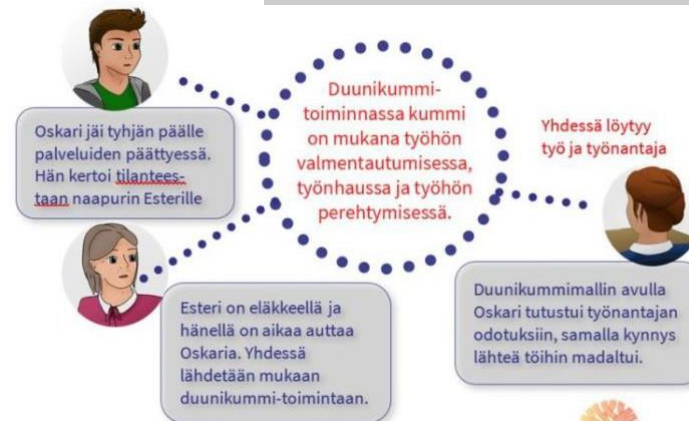 Oskari jäi tyhjän päälle
palveluiden päättyessä.
Hän kertoi tilantees-
taan naapurin Esterille
Duunikummi-
toiminnassa kummi
on mukana työhön
valmentautumisessa,
työnhaussa ja työhön
perehtymisessä.
Yhdessä löytyy
työ ja työnantaja
Esteri on eläkkeellä ja
hänellä on aikaa auttaa
Oskaria. Yhdessä
lähdetään mukaan
duunikummi-toimintaan.
Duunikummimallin avulla
Oskari tutustui työnantajan
odotuksiin, samalla kynnys
lähteä töihin madaltui.